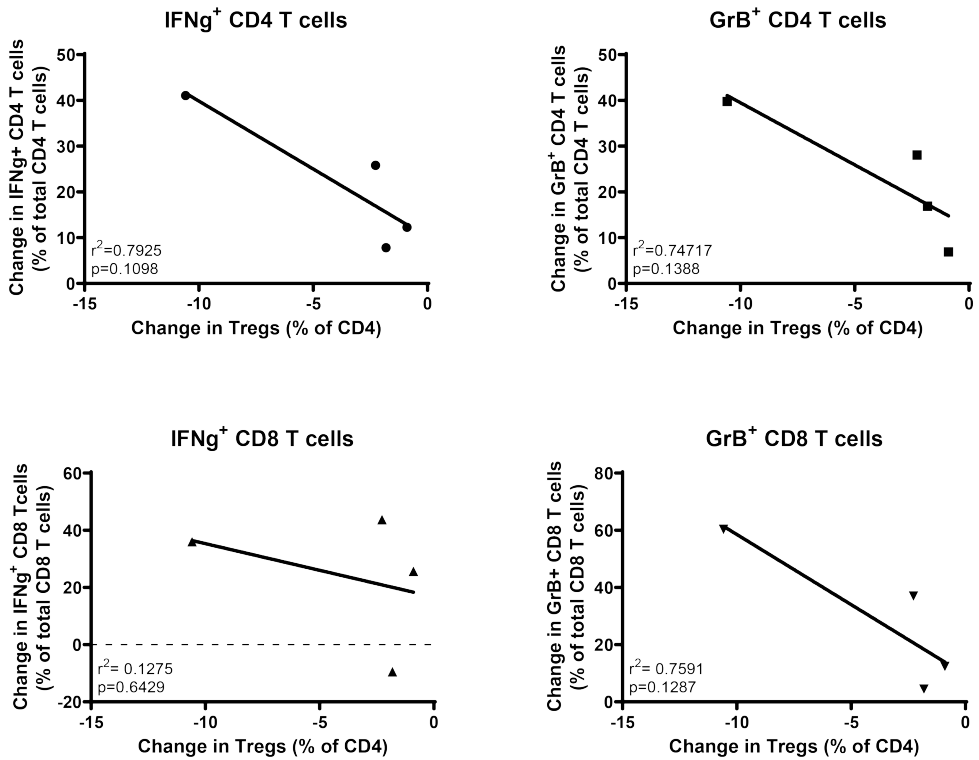 IFNg⁺ CD4 T cells
Change in IFNg+ CD4 T cells
(% of total CD4 T cells)
50
40
30
20
10
0
r²=0.7925
p=0.1098
-15 -10 -5 0
Change in Tregs (% of CD4)
GrB⁺ CD4 T cells
Change in GrB⁺ CD4 T cells
(% of total CD4 T cells)
50
40
30
20
10
0
r²=0.74717
p=0.1388
-15 -10 -5 0
Change in Tregs (% of CD4)
IFNg⁺ CD8 T cells
Change in IFNg⁺ CD8 Tcells
(% of total CD8 T cells)
60
40
20
0
-20
r²= 0.1275
p=0.6429
-15 -10 -5 0
Change in Tregs (% of CD4)
GrB⁺ CD8 T cells
Change in GrB+ CD8 T cells
(% of total CD8 T cells)
80
60
40
20
0
r²= 0.7591
p=0.1287
-15 -10 -5 0
Change in Tregs (% of CD4)